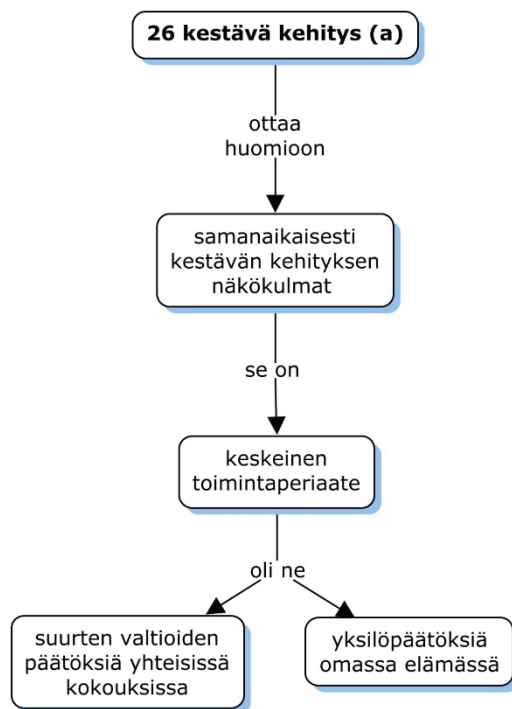 26 kestävä kehitys (a)
ottaa
huomioon
samanaikaisesti
kestävän kehityksen
näkökulmat
se on
keskeinen
toimintaperiaate
oli ne
suurten valtioiden
päätöksiä yhteisissä
kokouksissa
yksilöpäätöksiä
omassa elämässä